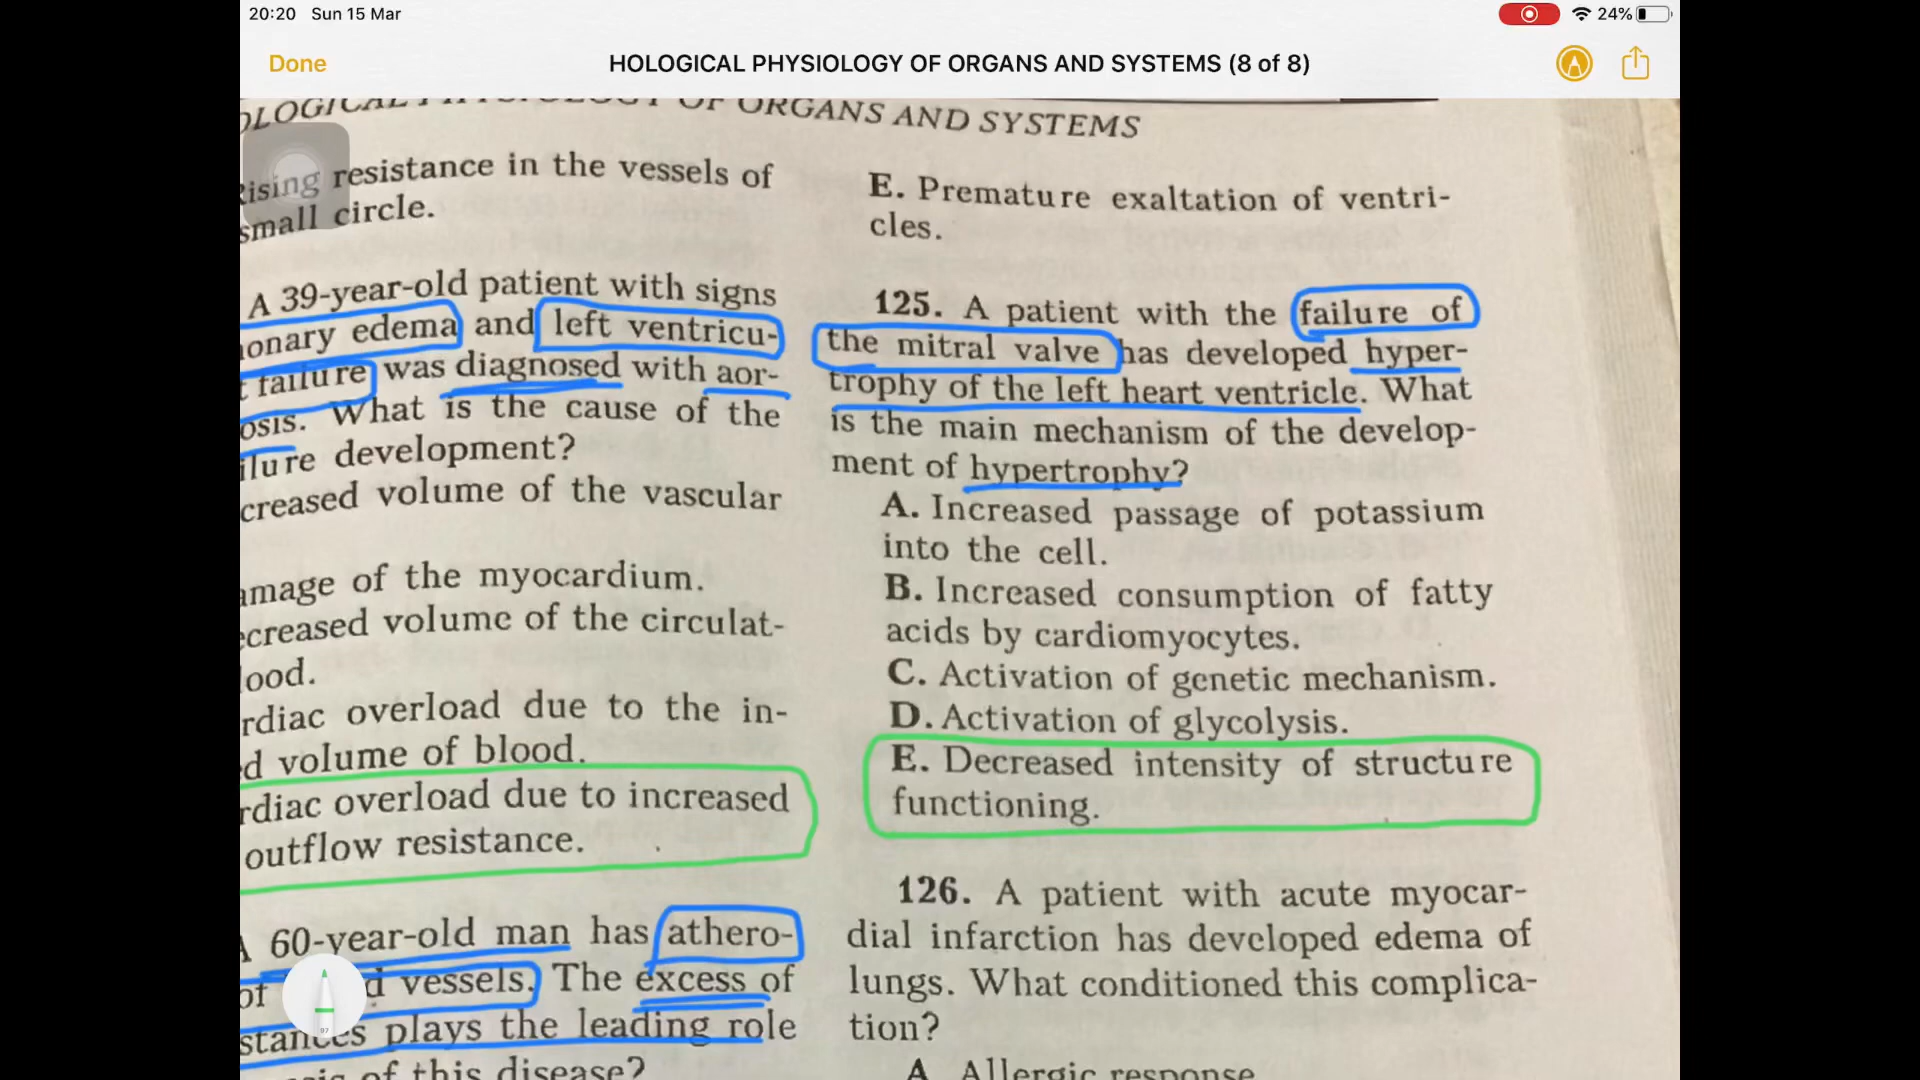 20:20 Sun 15 Mar
24%
Done
HOLOGICAL PHYSIOLOGY OF ORGANS AND SYSTEMS (8 of 8)
OF ORGANS AND SYSTEMS
Rising resistance in the vessels of
small circle.
A 39-year-old patient with signs
onary edema and left ventricu-
t failure was diagnosed with aor-
osis. What is the cause of the
ilure development?
creased volume of the vascular
amage of the myocardium.
ecreased volume of the circulat-
ood.
rdiac overload due to the in-
d volume of blood.
rdiac overload due to increased
outflow resistance.
A 60-year-old man has athero-
of d vessels. The excess of
stances plays the leading role
of this disease?
E. Premature exaltation of ventri-
cles.
125. A patient with the failure of
the mitral valve has developed hyper-
trophy of the left heart ventricle. What
is the main mechanism of the develop-
ment of hypertrophy?
A. Increased passage of potassium
into the cell.
B. Increased consumption of fatty
acids by cardiomyocytes.
C. Activation of genetic mechanism.
D. Activation of glycolysis.
E. Decreased intensity of structure
functioning.
126. A patient with acute myocar-
dial infarction has developed edema of
lungs. What conditioned this complica-
tion?
A. Allergic response
97